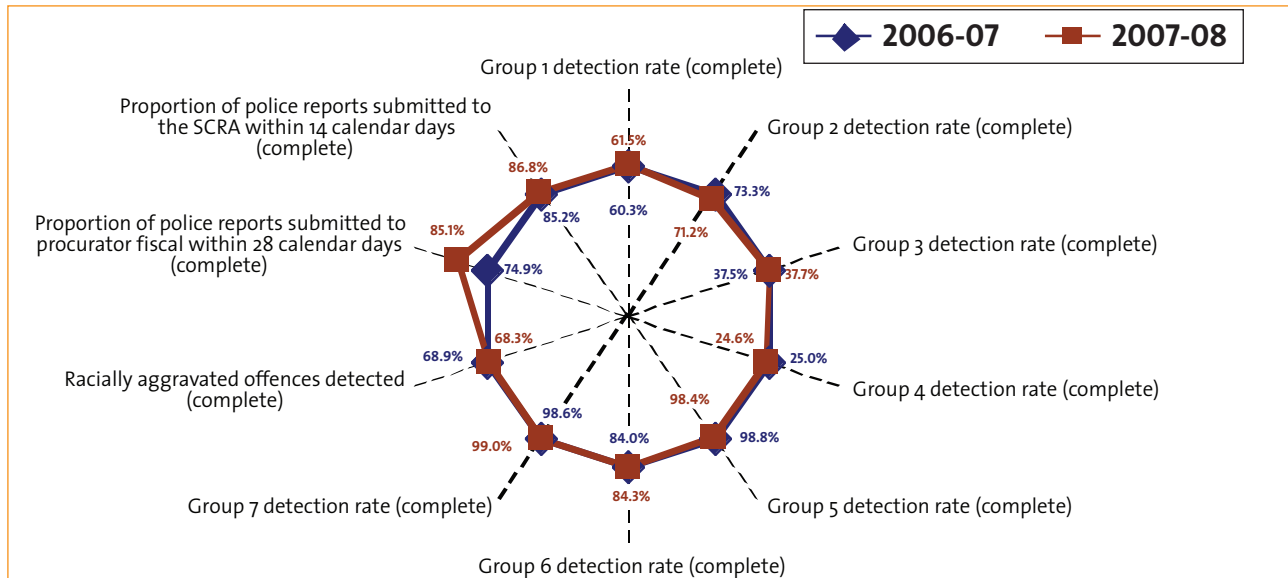 2006-07
2007-08
Group 1 detection rate (complete)
Proportion of police reports submitted to
the SCRA within 14 calendar days
(complete)
Group 2 detection rate (complete)
61.5%
86.8%
73.3%
85.2%
60.3%
71.2%
Proportion of police reports submitted to
procurator fiscal within 28 calendar days
(complete)
85.1%
74.9%
Group 3 detection rate (complete)
37.5%
37.7%
68.3%
24.6%
68.9%
25.0%
Racially aggravated offences detected
(complete)
Group 4 detection rate (complete)
98.4%
98.6%
99.0%
84.0%
98.8%
84.3%
Group 7 detection rate (complete)
Group 5 detection rate (complete)
Group 6 detection rate (complete)